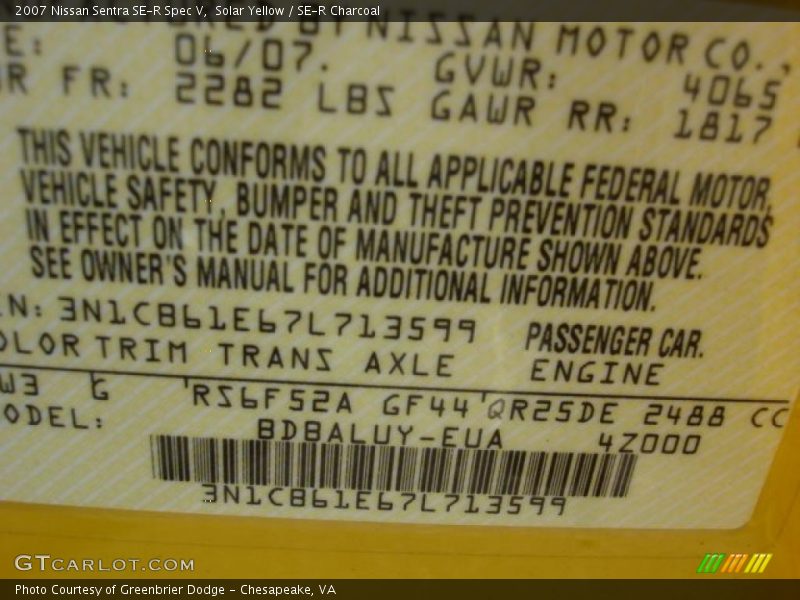 2007 Nissan Sentra SE-R Spec V, Solar Yellow / SE-R Charcoal
NISSAN MOTOR CO.,
E: 06/07. GVWR: 4065
R FR: 2282 LBS GAWR RR: 1817
THIS VEHICLE CONFORMS TO ALL APPLICABLE FEDERAL MOTOR
VEHICLE SAFETY, BUMPER AND THEFT PREVENTION STANDARDS
IN EFFECT ON THE DATE OF MANUFACTURE SHOWN ABOVE.
SEE OWNER'S MANUAL FOR ADDITIONAL INFORMATION.
N: 3N1CB61E67L713599 PASSENGER CAR.
OLOR TRIM TRANS AXLE ENGINE
W3 G RS6F52A GF44 QR25DE 2488 CC
ODEL: BDBALUY-EUA 4Z000
3N1CB61E67L713599
GTCARLOT.COM
Photo Courtesy of Greenbrier Dodge - Chesapeake, VA